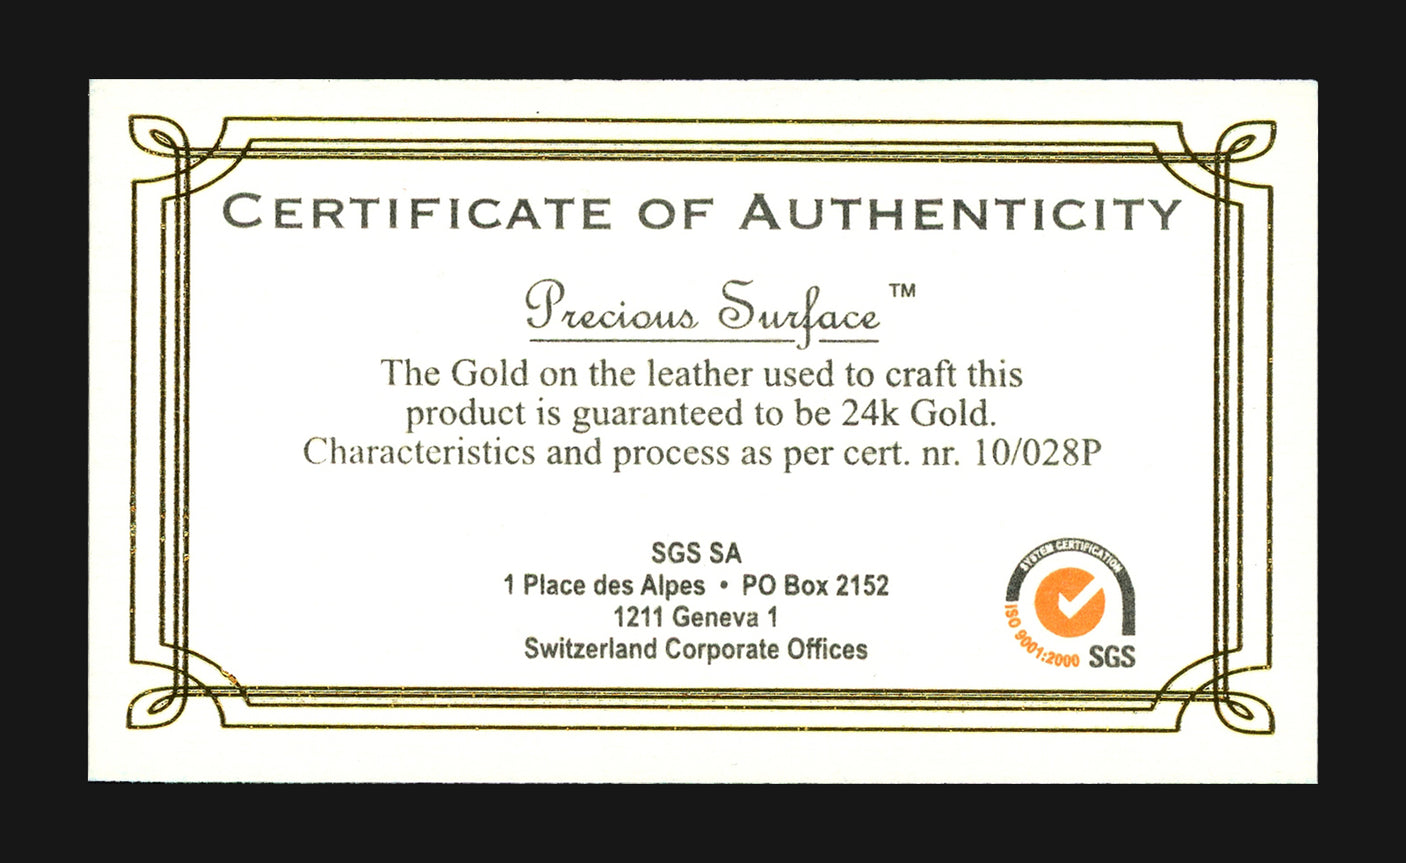 CERTIFICATE OF AUTHENTICITY
Precious Surface™
The Gold on the leather used to craft this
product is guaranteed to be 24k Gold.
Characteristics and process as per cert. nr. 10/028P
SGS SA
1 Place des Alpes • PO Box 2152
1211 Geneva 1
Switzerland Corporate Offices
SYSTEM CERTIFICATION
ISO 9001:2000
SGS